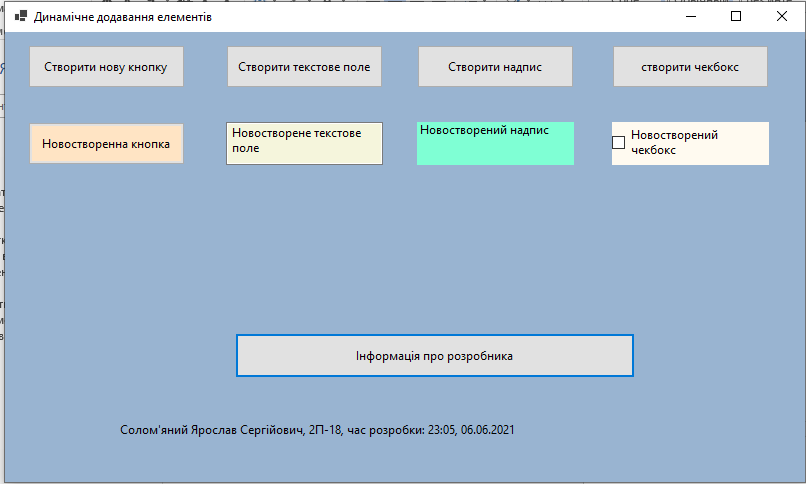 Динамічне додавання елементів
Створити нову кнопку
Створити текстове поле
Створити надпис
створити чекбокс
Новостворенна кнопка
Новостворене текстове
поле
Новостворений надпис
Новостворений
чекбокс
Інформація про розробника
Солом'яний Ярослав Сергійович, 2П-18, час розробки: 23:05, 06.06.2021